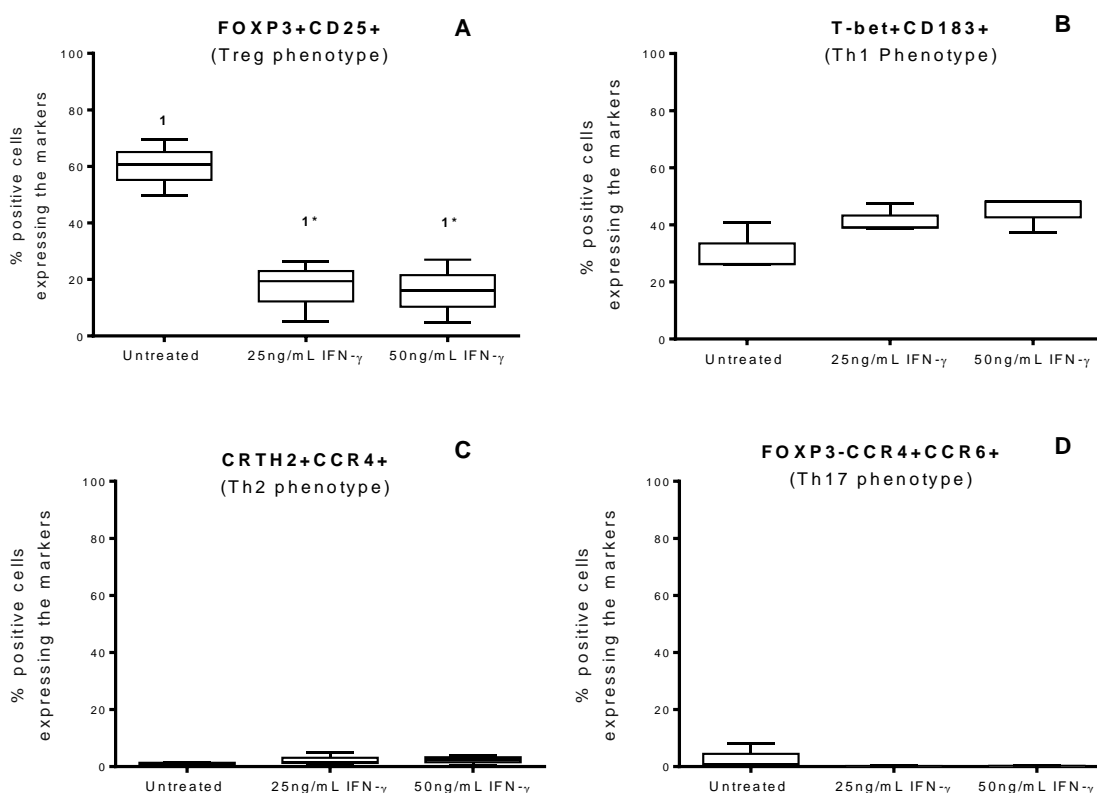 FOXP3+CD25+
A
(Treg phenotype)
% positive cells
expressing the markers
100
80
60
40
20
0
1
1*
1*
Untreated
25ng/mL IFN-γ
50ng/mL IFN-γ
T-bet+CD183+
B
(Th1 Phenotype)
% positive cells
expressing the markers
100
80
60
40
20
0
Untreated
25ng/mL IFN-γ
50ng/mL IFN-γ
CRTH2+CCR4+
C
(Th2 phenotype)
% positive cells
expressing the markers
100
80
60
40
20
0
Untreated
25ng/mL IFN-γ
50ng/mL IFN-γ
FOXP3-CCR4+CCR6+
D
(Th17 phenotype)
% positive cells
expressing the markers
100
80
60
40
20
0
Untreated
25ng/mL IFN-γ
50ng/mL IFN-γ